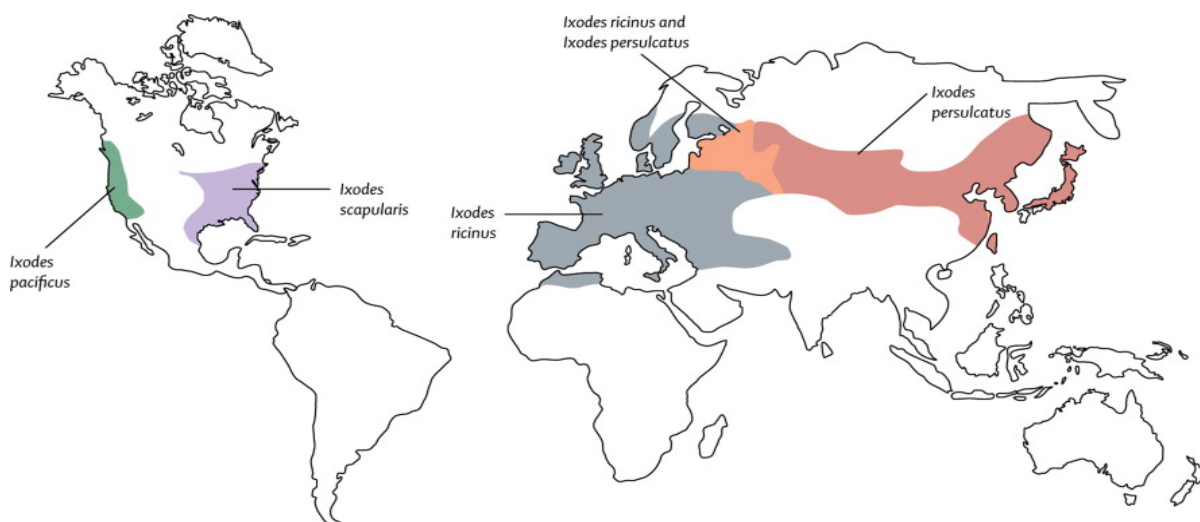 Ixodes ricinus and
Ixodes persulcatus
Ixodes
persulcatus
Ixodes
scapularis
Ixodes
ricinus
Ixodes
pacificus